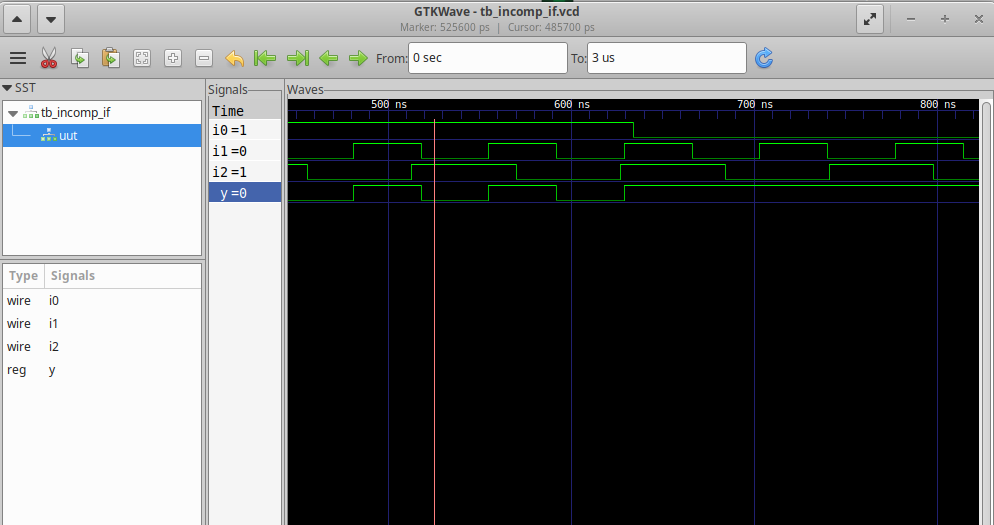 GTKWave - tb_incomp_if.vcd
Marker: 525600 ps | Cursor: 485700 ps
From: 0 sec To: 3 us
SST
tb_incomp_if
uut
Type Signals
wire i0
wire i1
wire i2
reg y
Signals
Time
i0=1
i1=0
i2=1
y=0
Waves
500 ns 600 ns 700 ns 800 ns